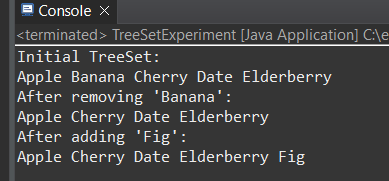 Console
<terminated> TreeSetExperiment [Java Application] C:\e
Initial TreeSet:
Apple Banana Cherry Date Elderberry
After removing 'Banana':
Apple Cherry Date Elderberry
After adding 'Fig':
Apple Cherry Date Elderberry Fig